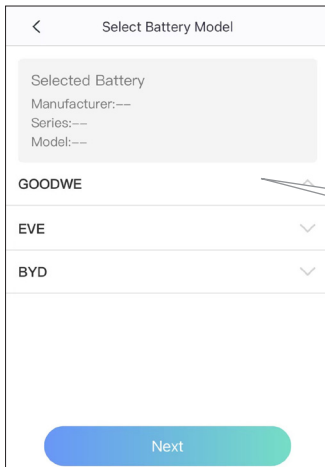 Select Battery Model
Selected Battery
Manufacturer:--
Series:--
Model:--
GOODWE
EVE
BYD
Next